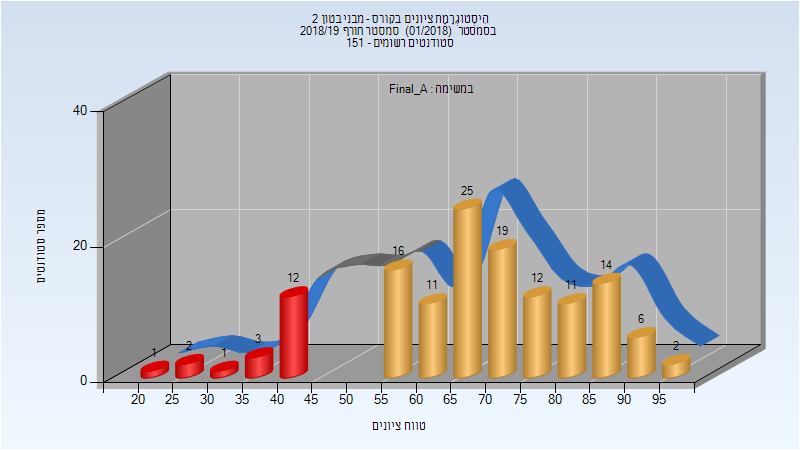 היסטוגרמת ציונים בקורס - מבני בטון 2
בסמסטר (01/2018) סמסטר חורף 2018/19
סטודנטים רשומים - 151
במשימה : Final_A
מספר סטודנטים
40
20
0
1
2
1
3
12
16
11
25
19
12
11
14
6
2
20 25 30 35 40 45 50 55 60 65 70 75 80 85 90 95
טווח ציונים